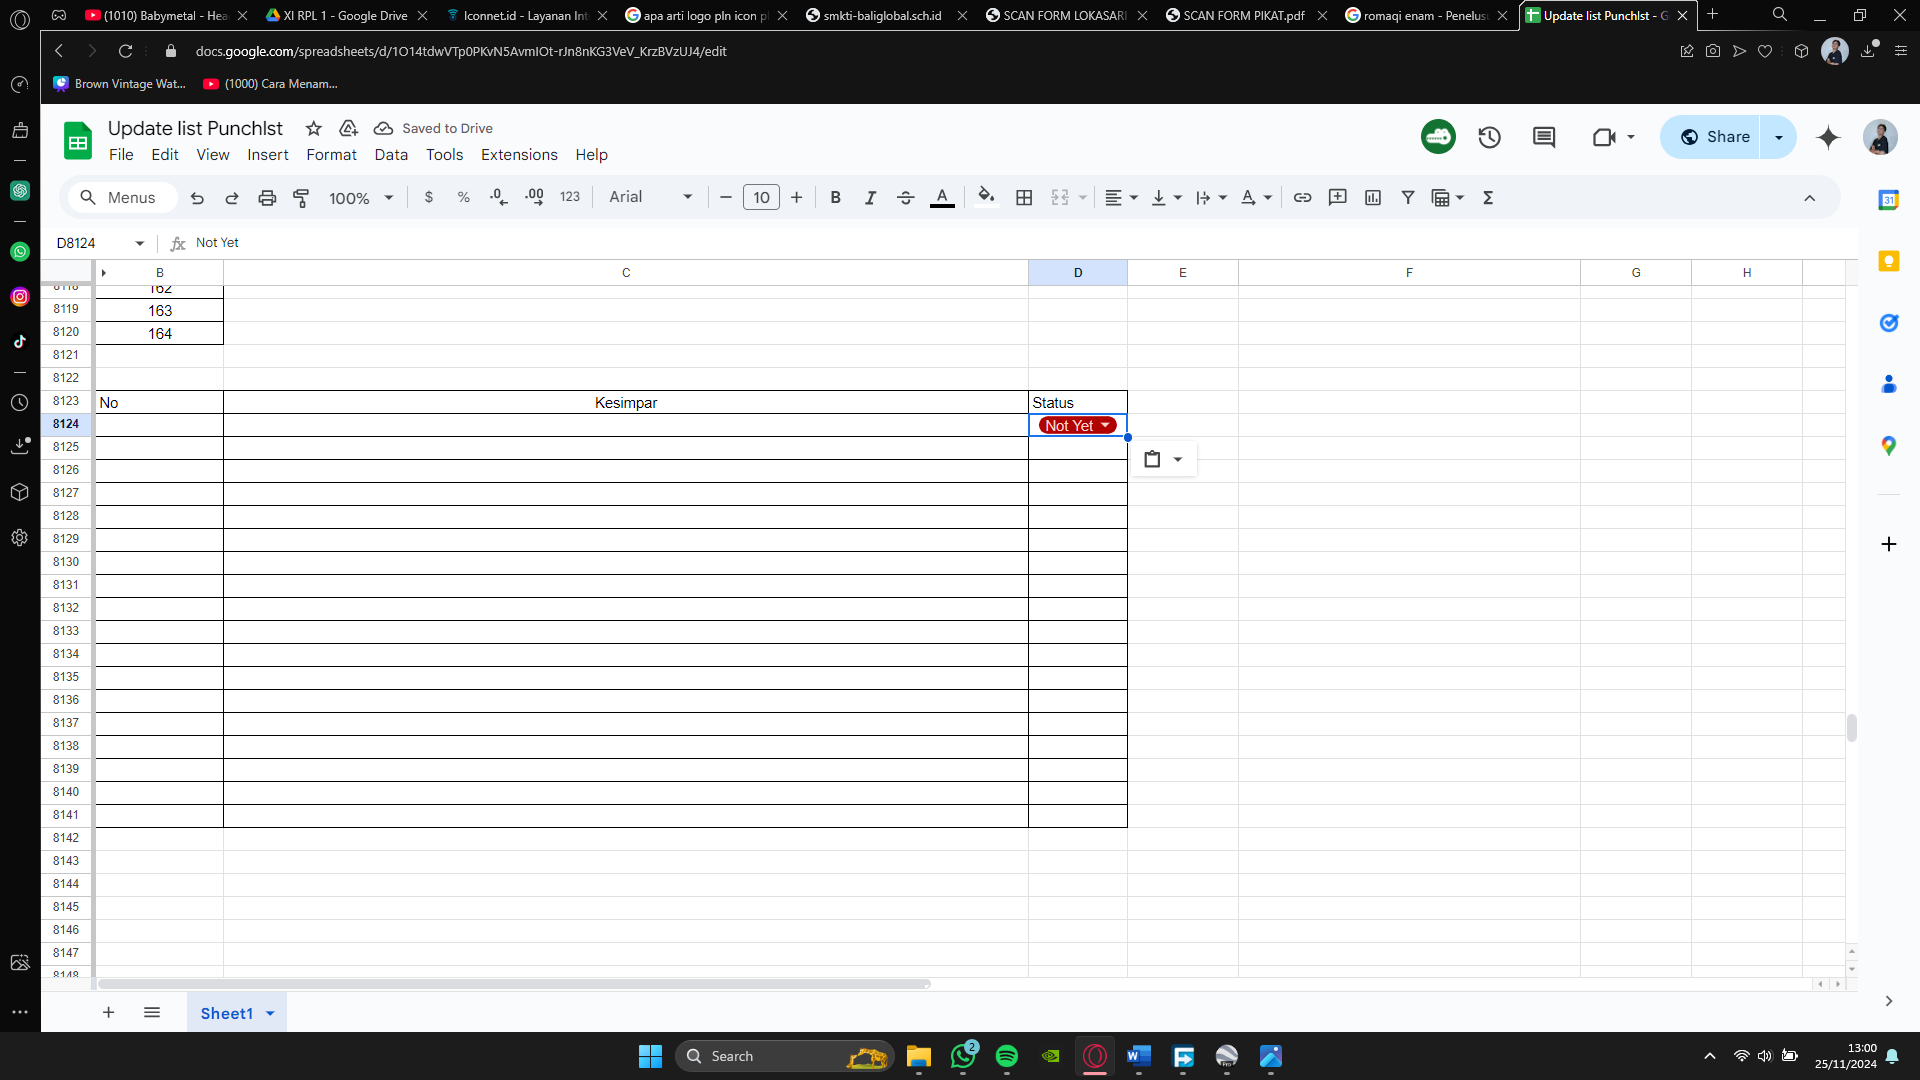 (1010) Babymetal - Hea
XI RPL 1 - Google Drive
Iconnet.id - Layanan Int
apa arti logo pln icon p
smkti-baliglobal.sch.id
SCAN FORM LOKASARI
SCAN FORM PIKAT.pdf
romaqi enam - Penelus
Update list Punchlst - G
docs.google.com/spreadsheets/d/1O14tdwVTp0PKvN5AvmIOt-rJn8nKG3VeV_KrzBVzUJ4/edit
Brown Vintage Wat...
(1000) Cara Menam...
Update list Punchlst
Saved to Drive
Share
File Edit View Insert Format Data Tools Extensions Help
Menus 100% $ % .0 .00 123 Arial 10 B I A
31
D8124 fx Not Yet
B C D E F G H
8118 162
8119 163
8120 164
8121
8122
8123 No Kesimpar Status
8124 Not Yet
8125
8126
8127
8128
8129
8130
8131
8132
8133
8134
8135
8136
8137
8138
8139
8140
8141
8142
8143
8144
8145
8146
8147
8148
Sheet1
Search
2
13:00
25/11/2024